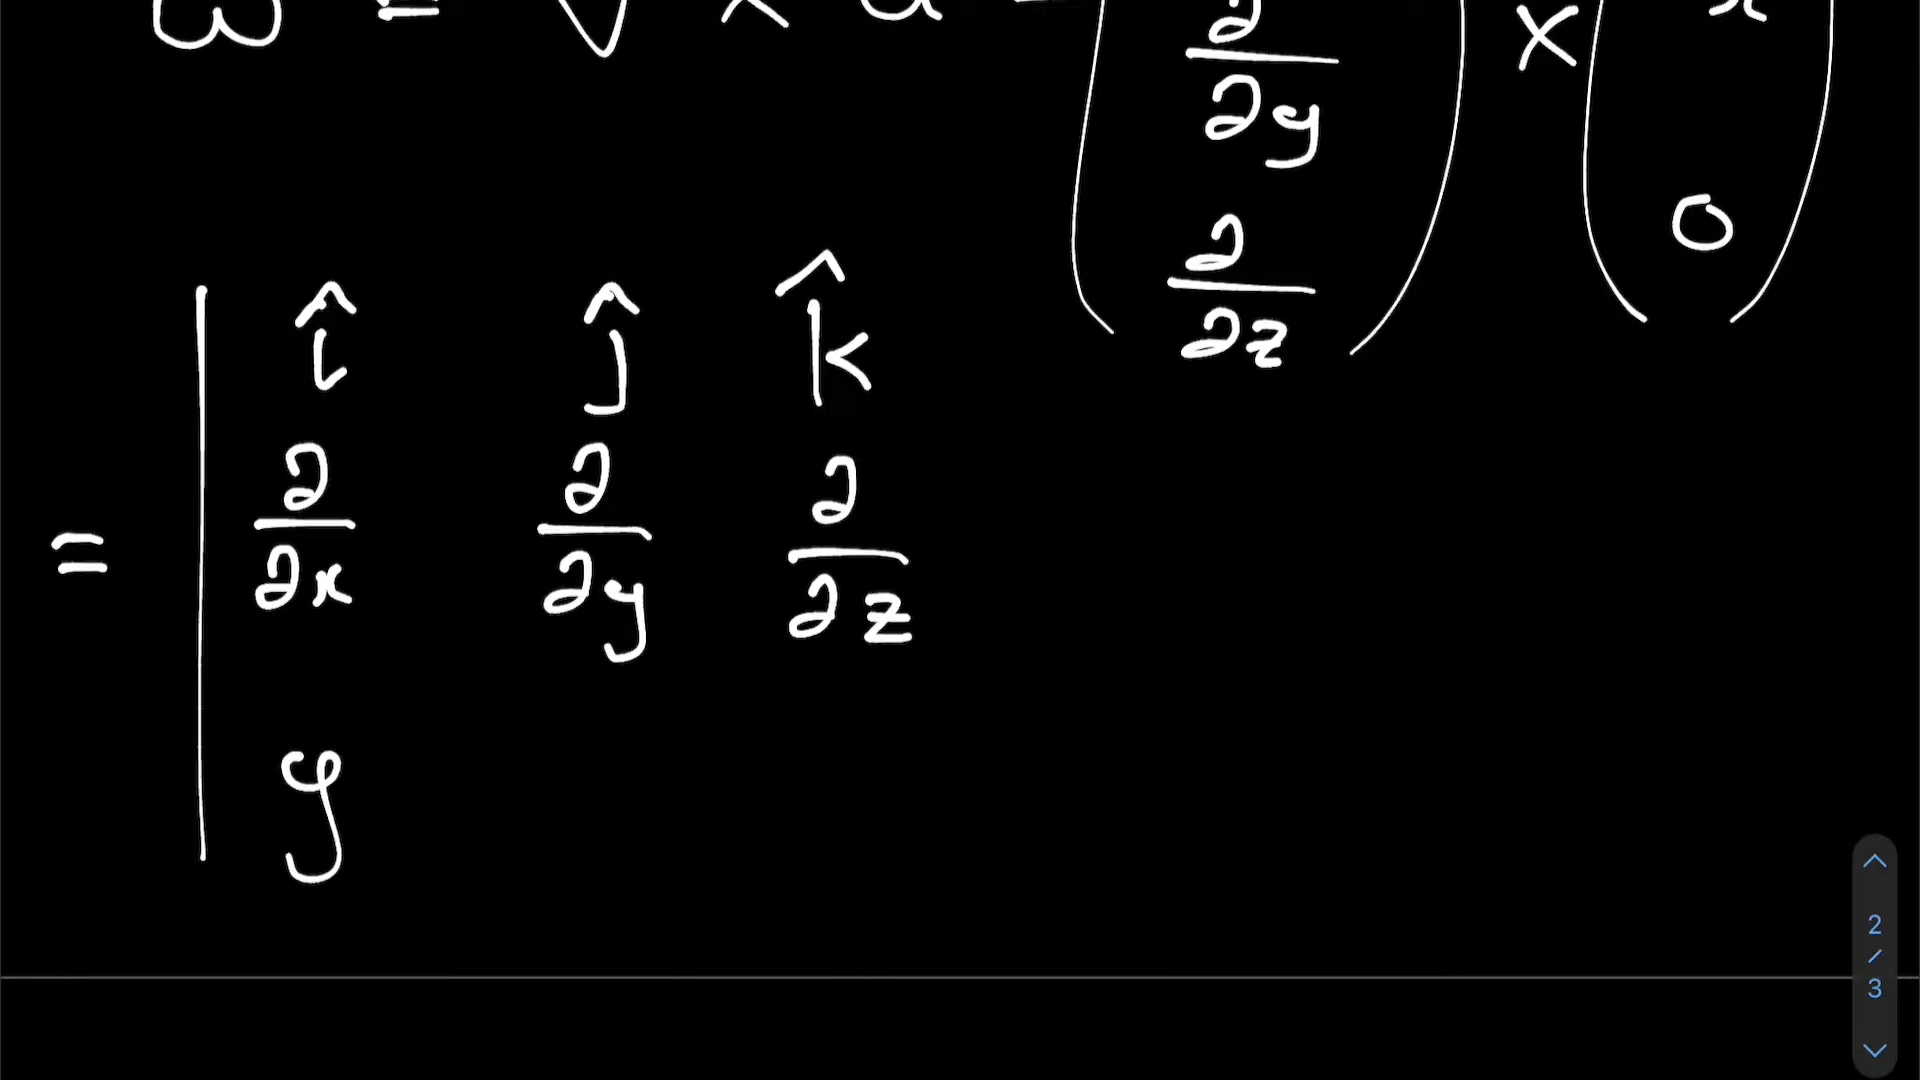 ω = ∇ × u = ( ∂/∂y ∂/∂z ) × ( x 0 )
= | î ĵ k̂
∂/∂x ∂/∂y ∂/∂z
y
2
/
3